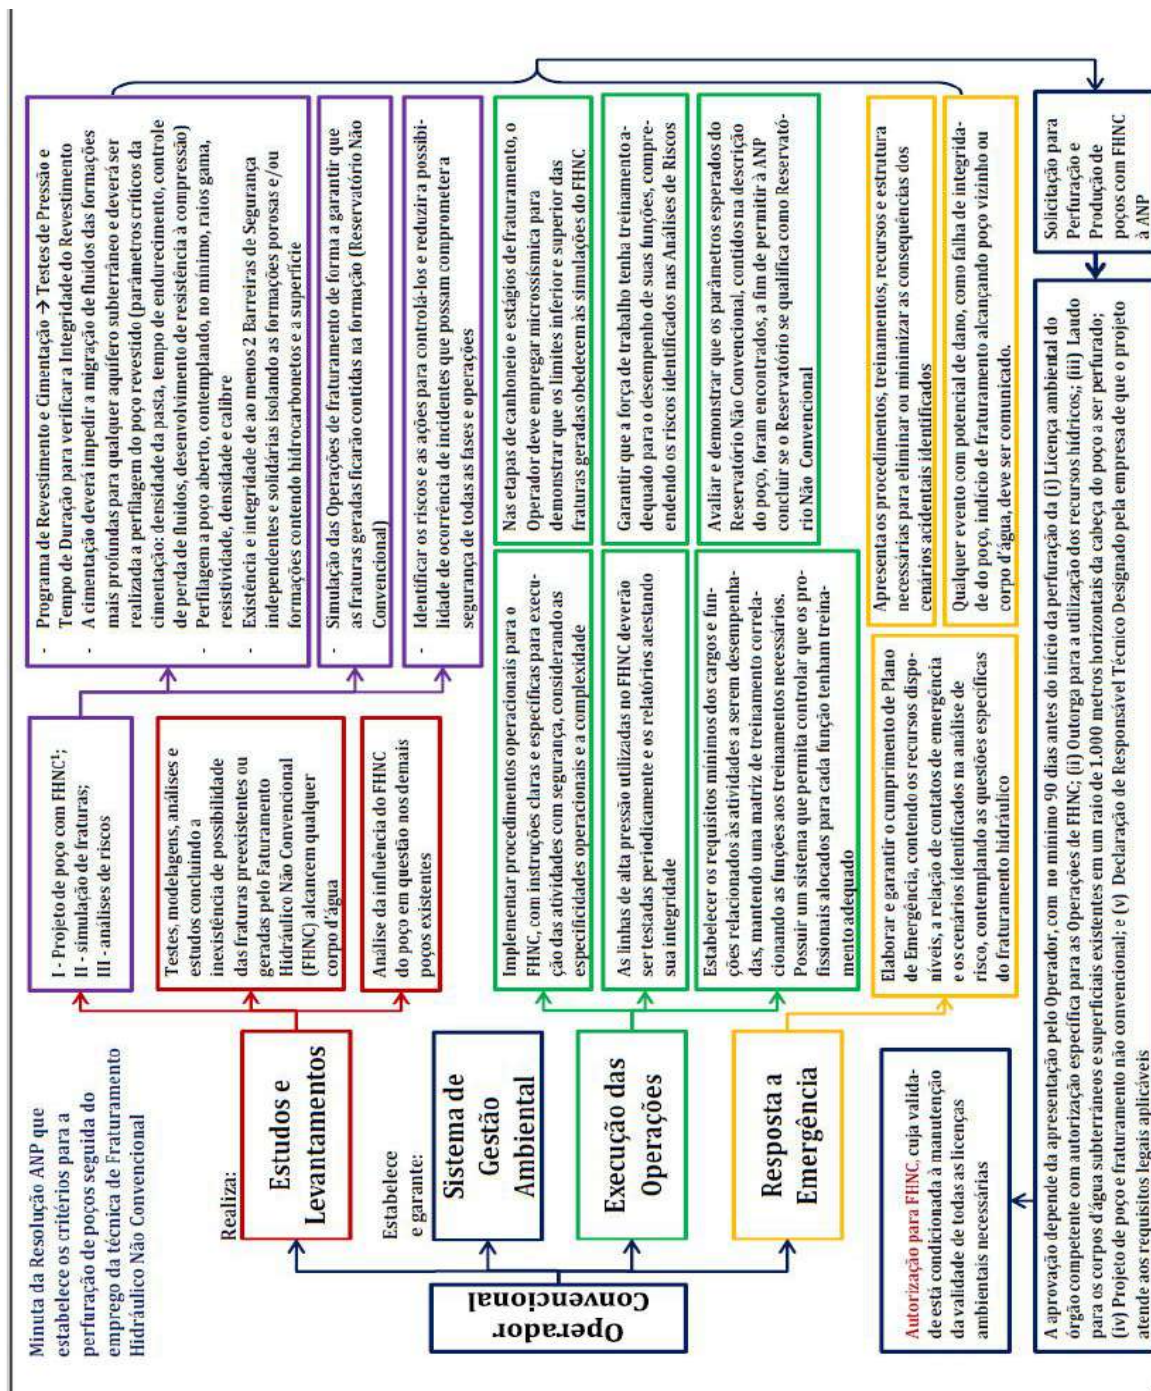 Minuta da Resolução ANP que
estabelece os critérios para a
perfuração de poços seguida do
emprego da técnica de Fraturamento
Hidráulico Não Convencional
Operador
Convencional
Realiza:
Estudos e
Levantamentos
Estabelece
e garante:
Sistema de
Gestão
Ambiental
Execução das
Operações
Resposta a
Emergência
I - Projeto de poço com FHNC¹;
II - simulação de fraturas;
III - análises de risco
Testes, modelagens, análises e
estudos concluindo a
inexistência de possibilidade
das fraturas preexistentes ou
geradas pelo Faturamento
Hidráulico Não Convencional
(FHNC) alcancem qualquer
corpo d'água
Análise da influência do FHNC
do poço em questão nos demais
poços existentes
- Programa de Revestimento e Cimentação → Testes de Pressão e
Tempo de Duração para verificar a Integridade do Revestimento
- A cimentação deverá impedir a migração de fluidos das formações
mais profundas para qualquer aquífero subterrâneo e deverá ser
realizada a perfilagem do poço revestido (parâmetros críticos da
cimentação: densidade da pasta, tempo de endurecimento, controle
de perda de fluidos, desenvolvimento de resistência à compressão)
- Perfilagem a poço aberto, contemplando, no mínimo, raios gama,
resistividade, densidade e calibre
- Existência e integridade de ao menos 2 Barreiras de Segurança
independentes e solidárias isolando as formações porosas e/ou
formações contendo hidrocarbonetos e a superfície
- Simulação das Operações de fraturamento de forma a garantir que
as fraturas geradas ficarão contidas na formação (Reservatório Não
Convencional)
- Identificar os riscos e as ações para controlá-los e reduzir a possibi-
lidade de ocorrência de incidentes que possam comprometer a
segurança de todas as fases e operações
Implementar procedimentos operacionais para o
FHNC, com instruções claras e específicas para execu-
ção das atividades com segurança, considerando as
especificidades operacionais e a complexidade
As linhas de alta pressão utilizadas no FHNC deverão
ser testadas periodicamente e os relatórios atestando
sua integridade
Estabelecer os requisitos mínimos dos cargos e fun-
ções relacionados às atividades a serem desempenha-
das, mantendo uma matriz de treinamento correla-
cionando as funções aos treinamentos necessários.
Possuir um sistema que permita controlar que os pro-
fissionais alocados para cada função tenham treina-
mento adequado
Nas etapas de canhoneio e estágios de fraturamento, o
Operador deve empregar microssísmica para
demonstrar que os limites inferior e superior das
fraturas geradas obedecem às simulações do FHNC
Garantir que a força de trabalho tenha treinamento a-
dequado para o desempenho de suas funções, compre-
endendo os riscos identificados nas Análises de Riscos
Avaliar e demonstrar que os parâmetros esperados do
Reservatório Não Convencional, contidos na descrição
do poço, foram encontrados, a fim de permitir à ANP
concluir se o Reservatório se qualifica como Reservató-
rio Não Convencional
Elaborar e garantir o cumprimento de Plano
de Emergência, contendo os recursos dispo-
níveis, a relação de contatos de emergência
e os cenários identificados na análise de
risco, contemplando as questões específicas
do fraturamento hidráulico
Apresenta os procedimentos, treinamentos, recursos e estrutura
necessárias para eliminar ou minimizar as consequências dos
cenários acidentais identificados
Qualquer evento com potencial de dano, como falha de integrida-
de do poço, indício de fraturamento alcançando poço vizinho ou
corpo d'água, deve ser comunicado.
Solicitação para
Perfuração e
Produção de
poços com FHNC
à ANP
A aprovação depende da apresentação pelo Operador, com no mínimo 90 dias antes do início da perfuração da (i) Licença ambiental do
órgão competente com autorização específica para as Operações de FHNC; (ii) Outorga para a utilização dos recursos hídricos,; (iii) Laudo
para os corpos d'água subterrâneos e superficiais existentes em um raio de 1.000 metros horizontais da cabeça do poço a ser perfurado;
(iv) Projeto de poço e fraturamento não convencional; e (v) Declaração de Responsável Técnico Designado pela empresa de que o projeto
atende aos requisitos legais aplicáveis
Autorização para FHNC, cuja valida-
de está condicionada à manutenção
da validade de todas as licenças
ambientais necessárias